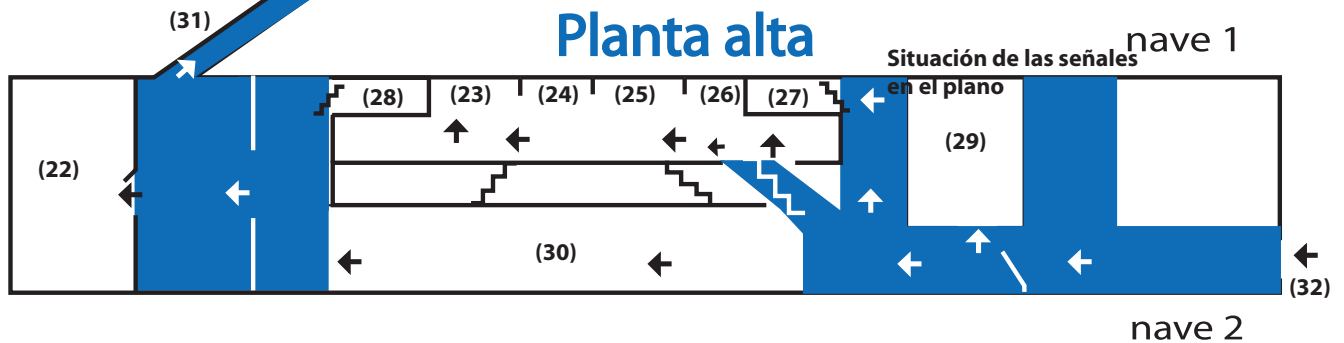 (31)
Planta alta
nave 1
Situación de las señales
en el plano
(28)
(23)
(24)
(25)
(26)
(27)
(22)
(29)
(30)
(32)
nave 2